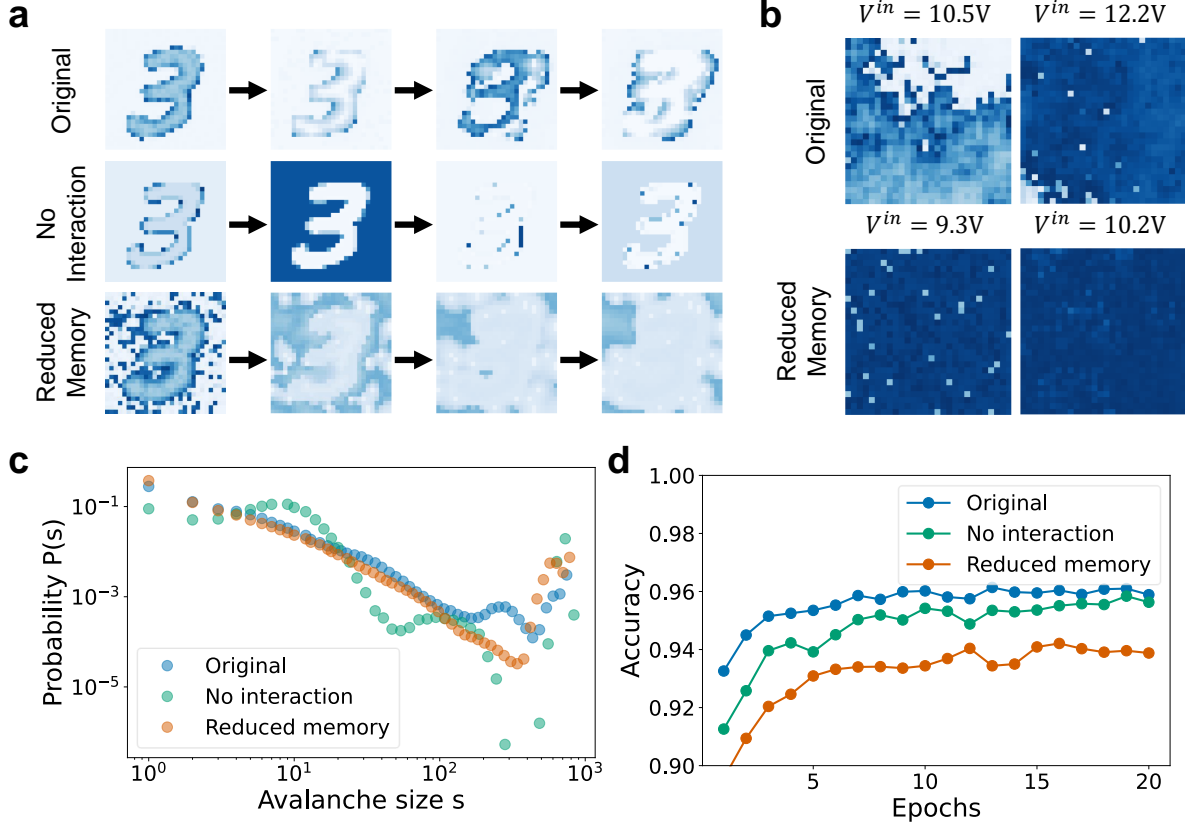 a
Original
No
Interaction
Reduced
Memory
b
V^in = 10.5V
V^in = 12.2V
Original
V^in = 9.3V
V^in = 10.2V
Reduced
Memory
c
Probability P(s)
10^-1
10^-3
10^-5
Original
No interaction
Reduced memory
10^0
10^1
10^2
10^3
Avalanche size s
d
Accuracy
1.00
0.98
0.96
0.94
0.92
0.90
Original
No interaction
Reduced memory
5
10
15
20
Epochs